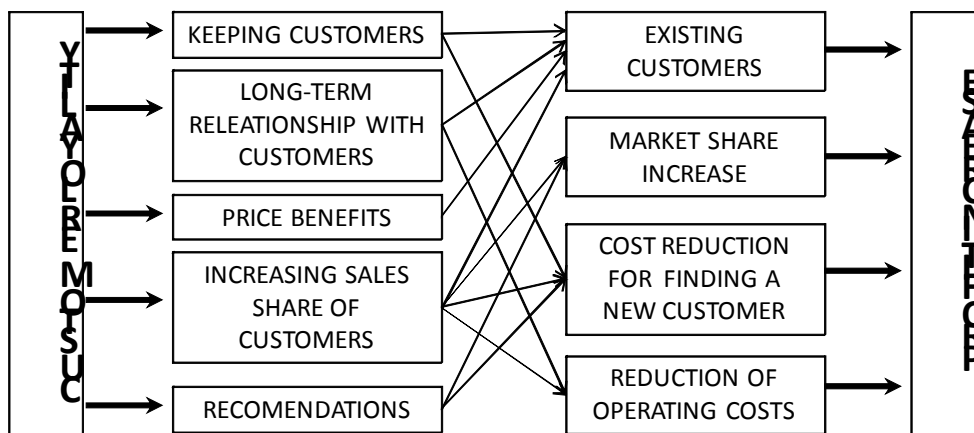 CUSTOMER LOYALITY
KEEPING CUSTOMERS
LONG-TERM
RELEATIONSHIP WITH
CUSTOMERS
PRICE BENEFITS
INCREASING SALES
SHARE OF
CUSTOMERS
RECOMENDATIONS
EXISTING
CUSTOMERS
MARKET SHARE
INCREASE
COST REDUCTION
FOR FINDING A
NEW CUSTOMER
REDUCTION OF
OPERATING COSTS